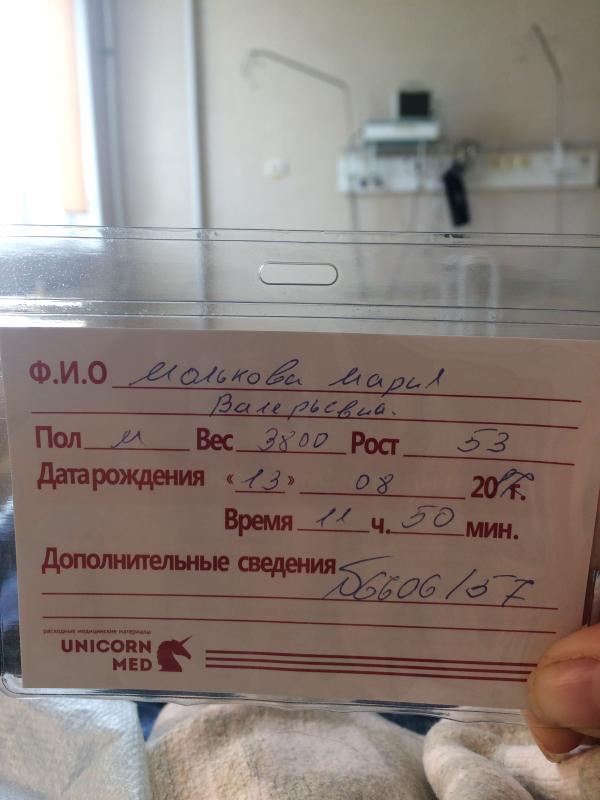 Ф.И.О Молькова Мария
Валерьевна.
Пол м Вес 3800 Рост 53
Дата рождения «13» 08 20 г.
Время 11 ч. 50 мин.
Дополнительные сведения
расходные медицинские материалы
UNICORN
MED